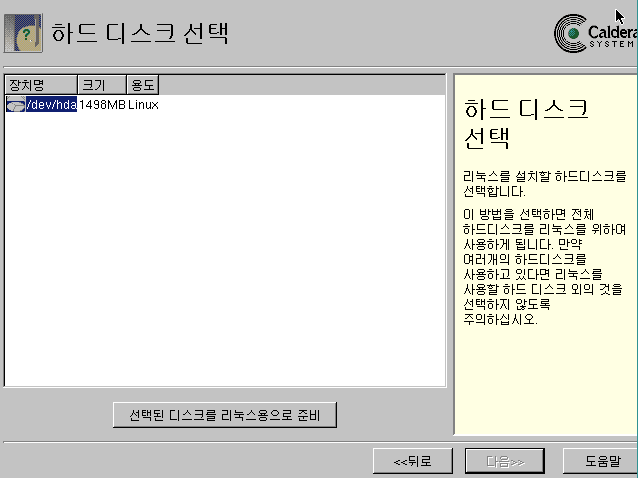 하드 디스크 선택
Caldera
SYSTEM
장치명 크기 용도
/dev/hda 1498MB Linux
하드 디스크
선택
리눅스를 설치할 하드디스크를
선택합니다.
이 방법을 선택하면 전체
하드디스크를 리눅스를 위하여
사용하게 됩니다. 만약
여러개의 하드디스크를
사용하고 있다면 리눅스를
사용할 하드 디스크 외의 것을
선택하지 않도록
주의하십시오.
선택된 디스크를 리눅스용으로 준비
<<뒤로 다음>> 도움말